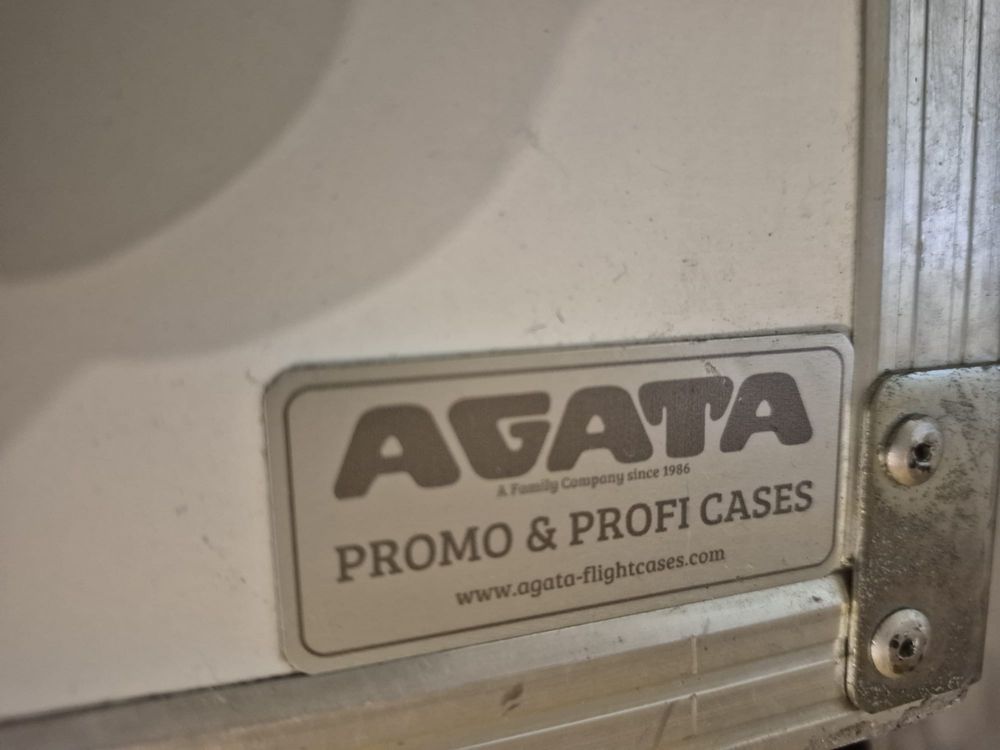 AGATA
A Family Company since 1986
PROMO & PROFI CASES
www.agata-flightcases.com